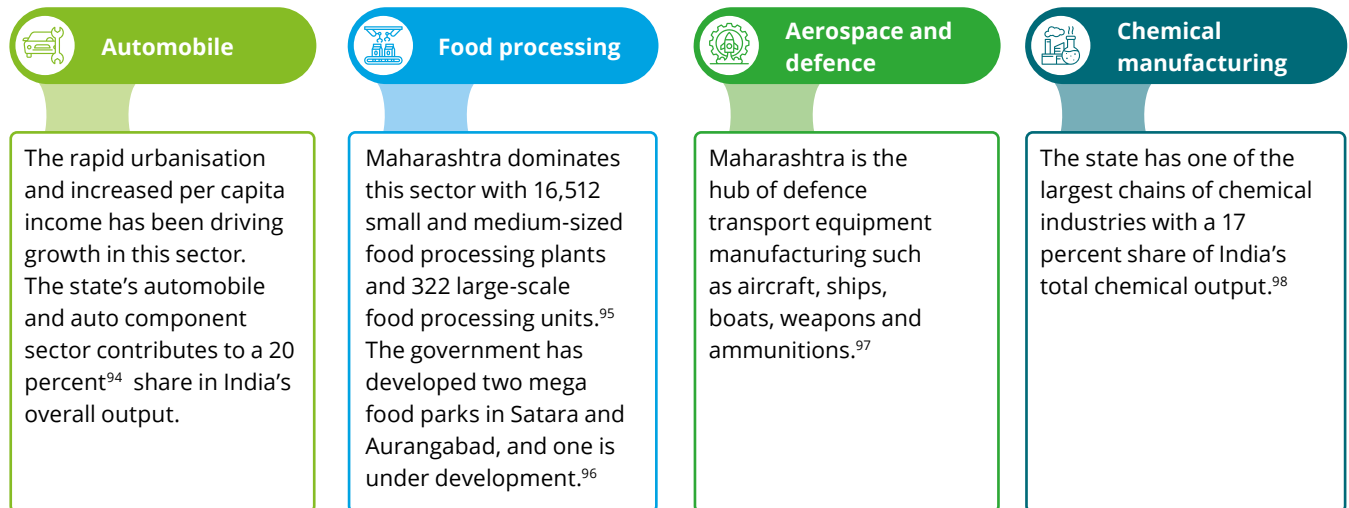 Automobile
The rapid urbanisation
and increased per capita
income has been driving
growth in this sector.
The state's automobile
and auto component
sector contributes to a 20
percent⁹⁴ share in India's
overall output.
Food processing
Maharashtra dominates
this sector with 16,512
small and medium-sized
food processing plants
and 322 large-scale
food processing units.⁹⁵
The government has
developed two mega
food parks in Satara and
Aurangabad, and one is
under development.⁹⁶
Aerospace and
defence
Maharashtra is the
hub of defence
transport equipment
manufacturing such
as aircraft, ships,
boats, weapons and
ammunitions.⁹⁷
Chemical
manufacturing
The state has one of the
largest chains of chemical
industries with a 17
percent share of India's
total chemical output.⁹⁸